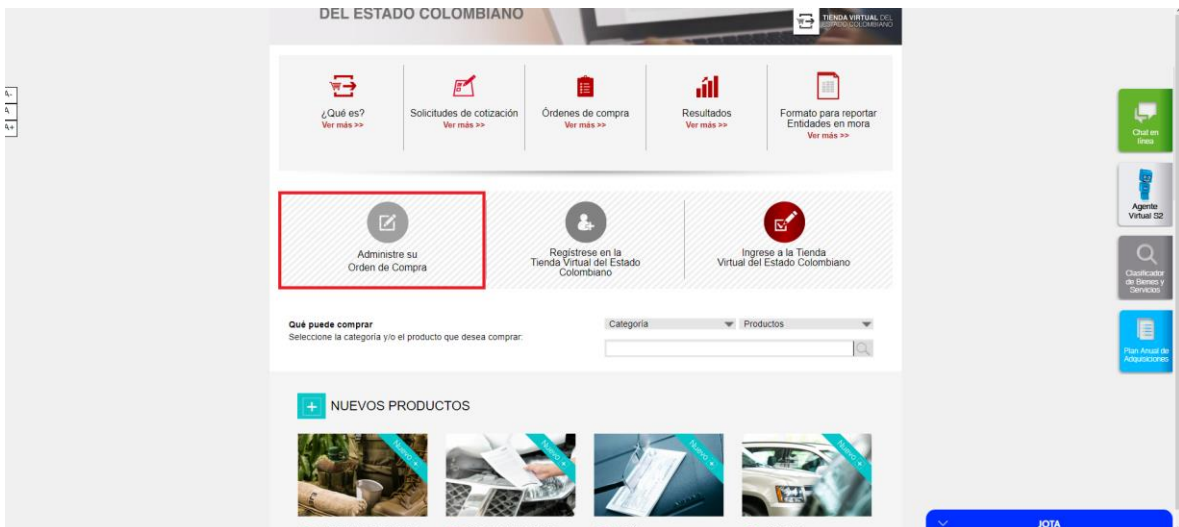 DEL ESTADO COLOMBIANO
TIENDA VIRTUAL DEL
ESTADO COLOMBIANO
A-
A
A+
¿Qué es?
Ver más >>
Solicitudes de cotización
Ver más >>
Órdenes de compra
Ver más >>
Resultados
Ver más >>
Formato para reportar
Entidades en mora
Ver más >>
Administre su
Orden de Compra
Regístrese en la
Tienda Virtual del Estado
Colombiano
Ingrese a la Tienda
Virtual del Estado Colombiano
Qué puede comprar
Seleccione la categoría y/o el producto que desea comprar:
Categoría
Productos
NUEVOS PRODUCTOS
Nuevo +
Nuevo +
Nuevo +
Nuevo +
Chat en
línea
Agente
Virtual S2
Clasificador
de Bienes y
Servicios
Plan Anual de
Adquisiciones
JOTA